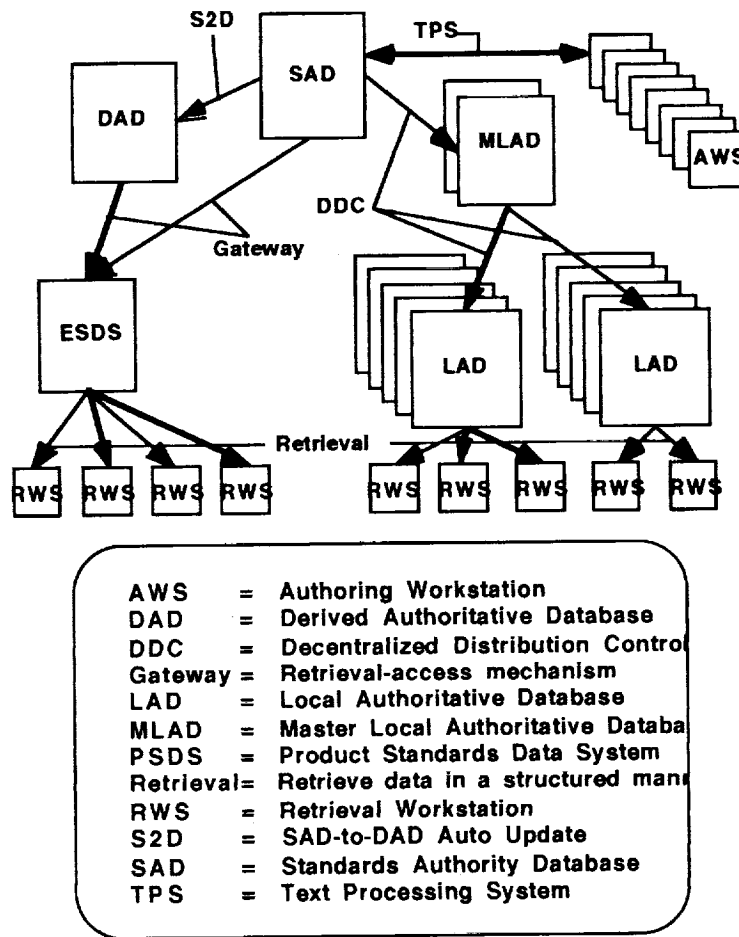 S2D
TPS
SAD
DAD
MLAD
AWS
DDC
Gateway
ESDS
LAD
LAD
Retrieval
RWS RWS RWS RWS RWS RWS RWS RWS RWS
AWS = Authoring Workstation
DAD = Derived Authoritative Database
DDC = Decentralized Distribution Control
Gateway = Retrieval-access mechanism
LAD = Local Authoritative Database
MLAD = Master Local Authoritative Databa
PSDS = Product Standards Data System
Retrieval= Retrieve data in a structured mann
RWS = Retrieval Workstation
S2D = SAD-to-DAD Auto Update
SAD = Standards Authority Database
TPS = Text Processing System